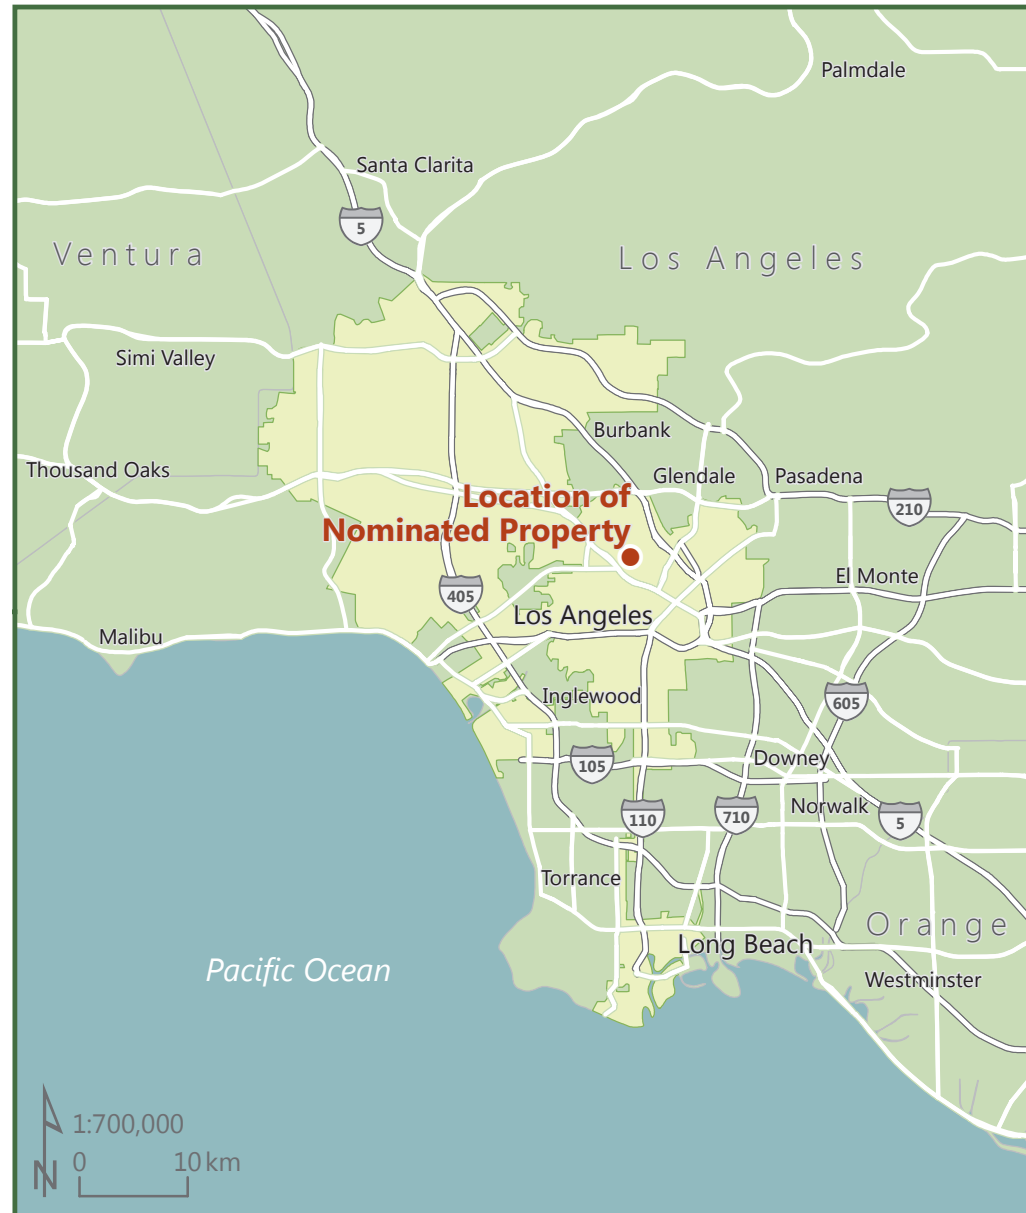 Palmdale
Santa Clarita
5
Ventura
Los Angeles
Simi Valley
Burbank
Thousand Oaks
Glendale
Pasadena
Location of
Nominated Property
210
El Monte
405
Los Angeles
Malibu
Inglewood
605
105
Downey
110
710
Norwalk
5
Torrance
Orange
Long Beach
Pacific Ocean
Westminster
1:700,000
0 10 km
N